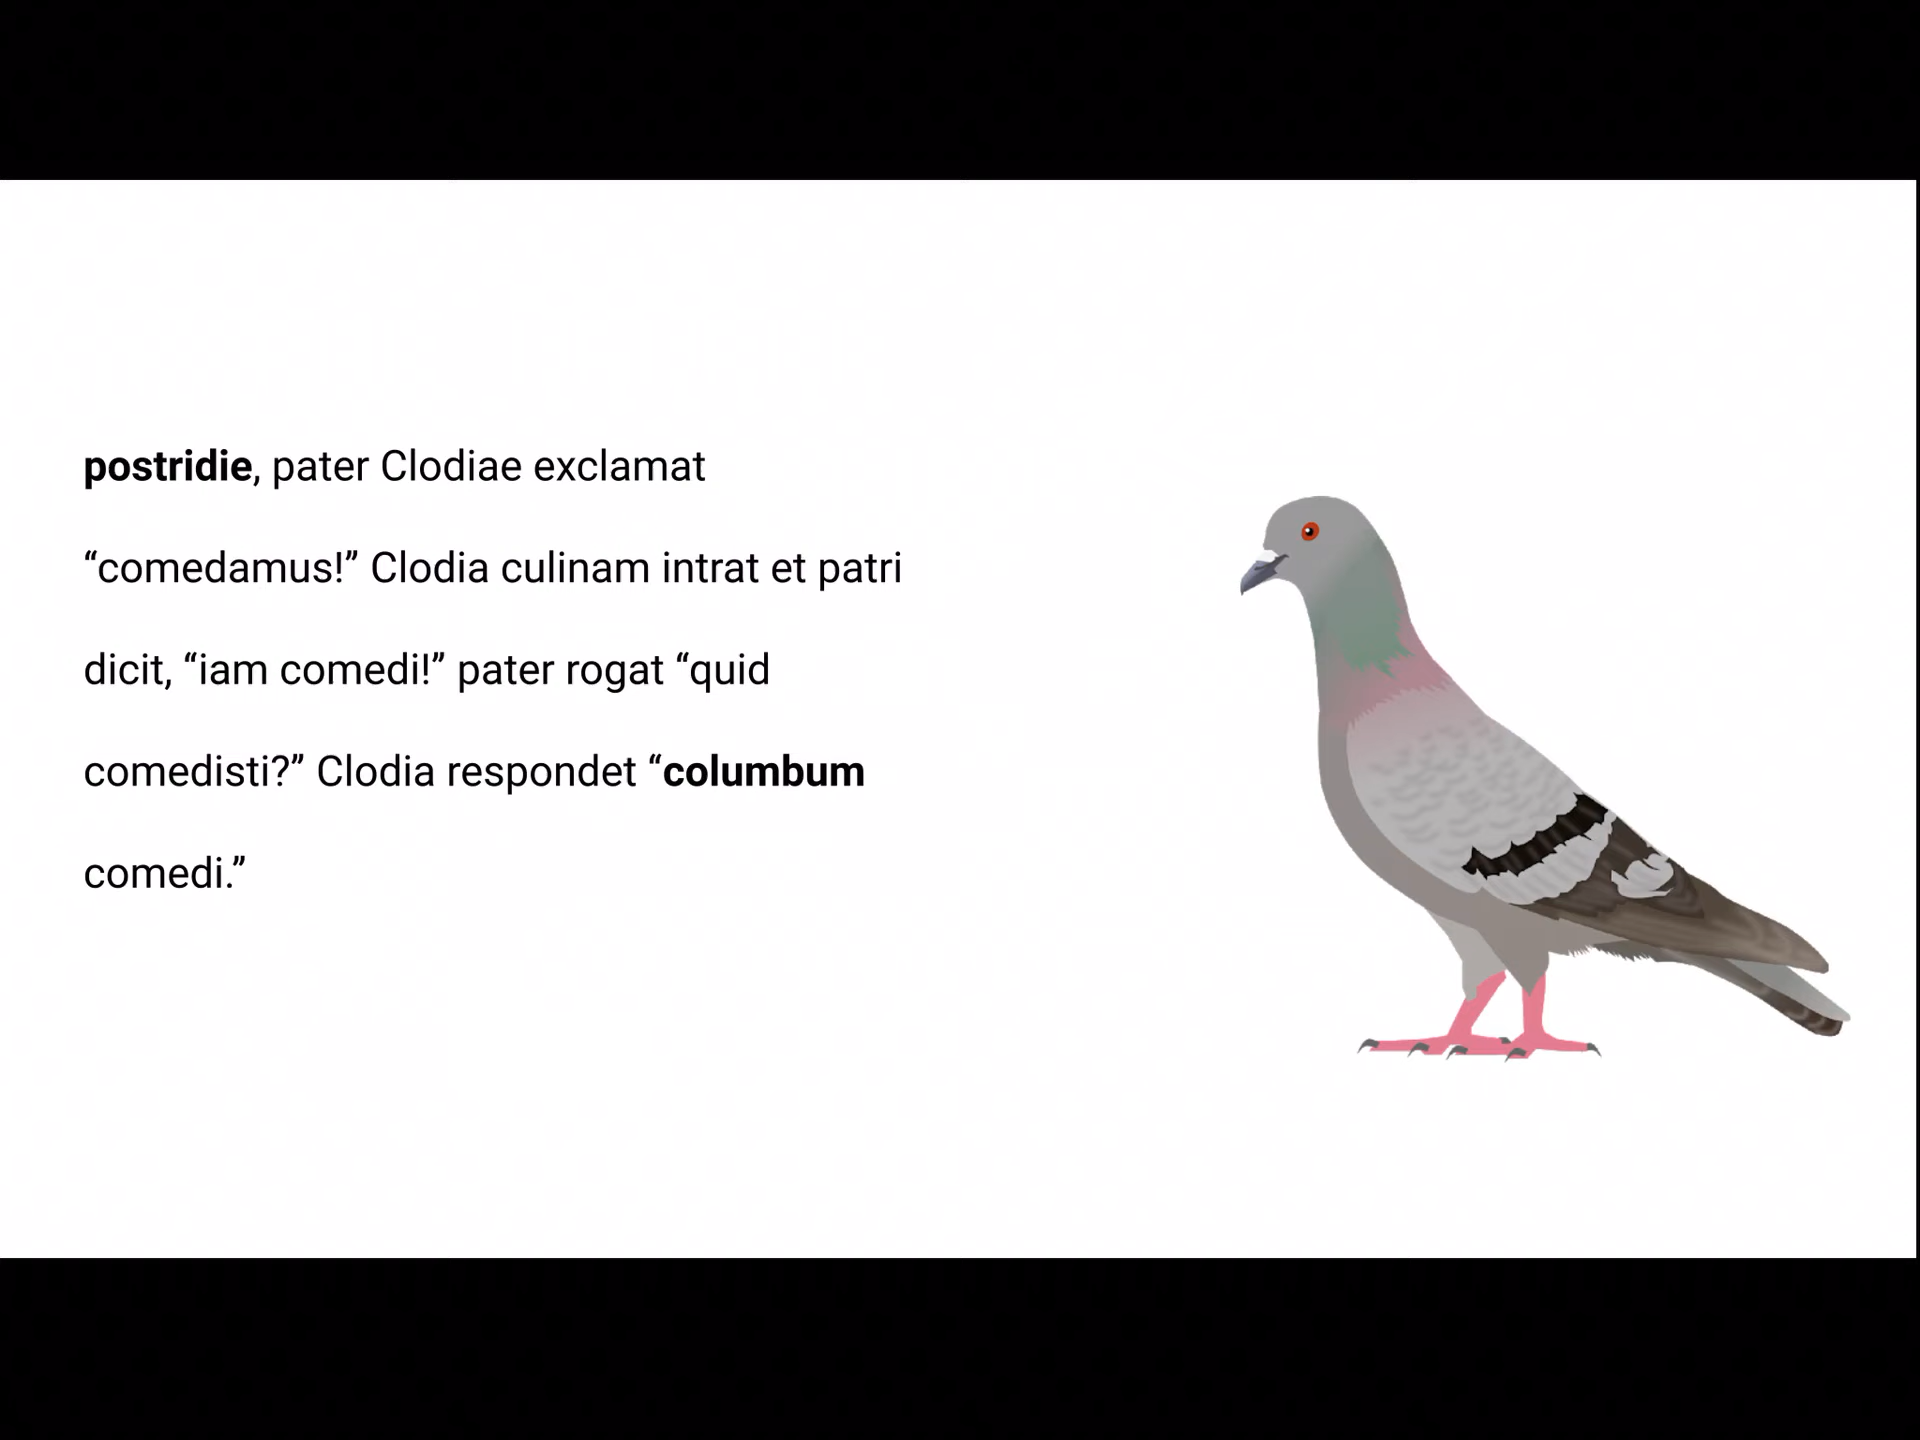 postridie, pater Clodiae exclamat
“comedamus!” Clodia culinam intrat et patri
dicit, “iam comedi!” pater rogat “quid
comedisti?” Clodia respondet “columbum
comedi.”